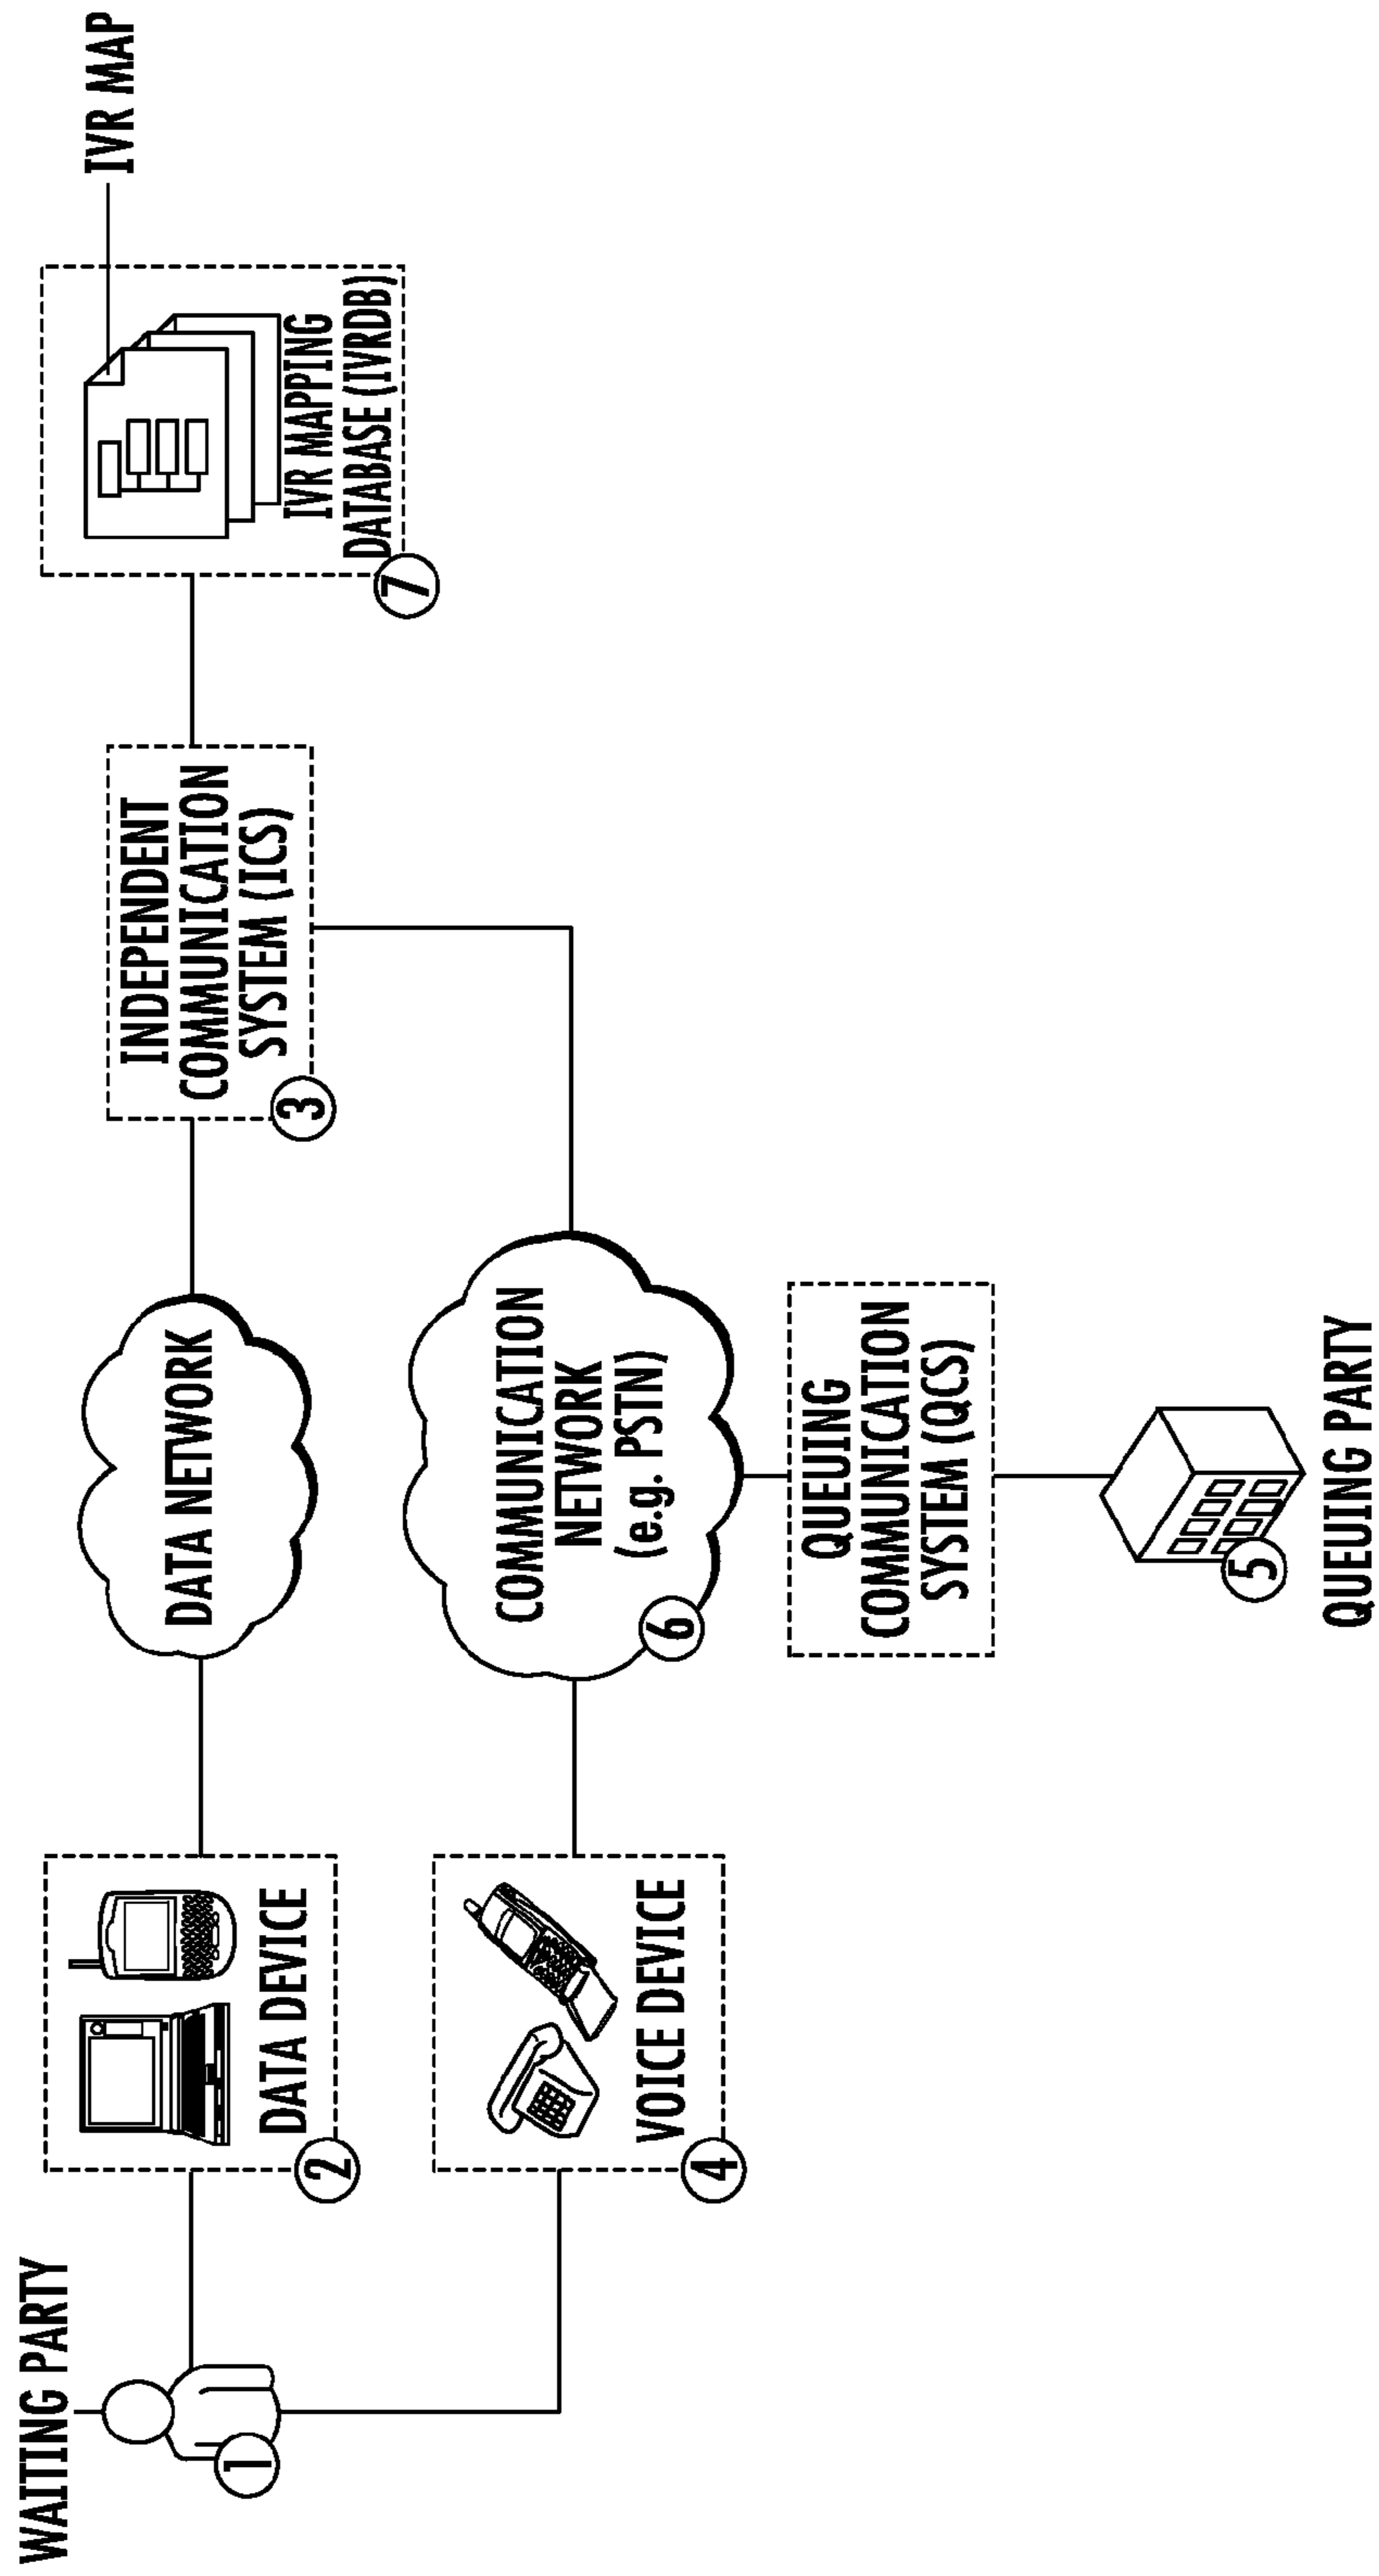 WAITING PARTY
1
DATA DEVICE
2
DATA NETWORK
INDEPENDENT
COMMUNICATION
SYSTEM (ICS)
3
IVR MAPPING
DATABASE (IVRDB)
7
IVR MAP
VOICE DEVICE
4
COMMUNICATION
NETWORK
(e.g. PSTN)
6
QUEUING
COMMUNICATION
SYSTEM (QCS)
5
QUEUING PARTY